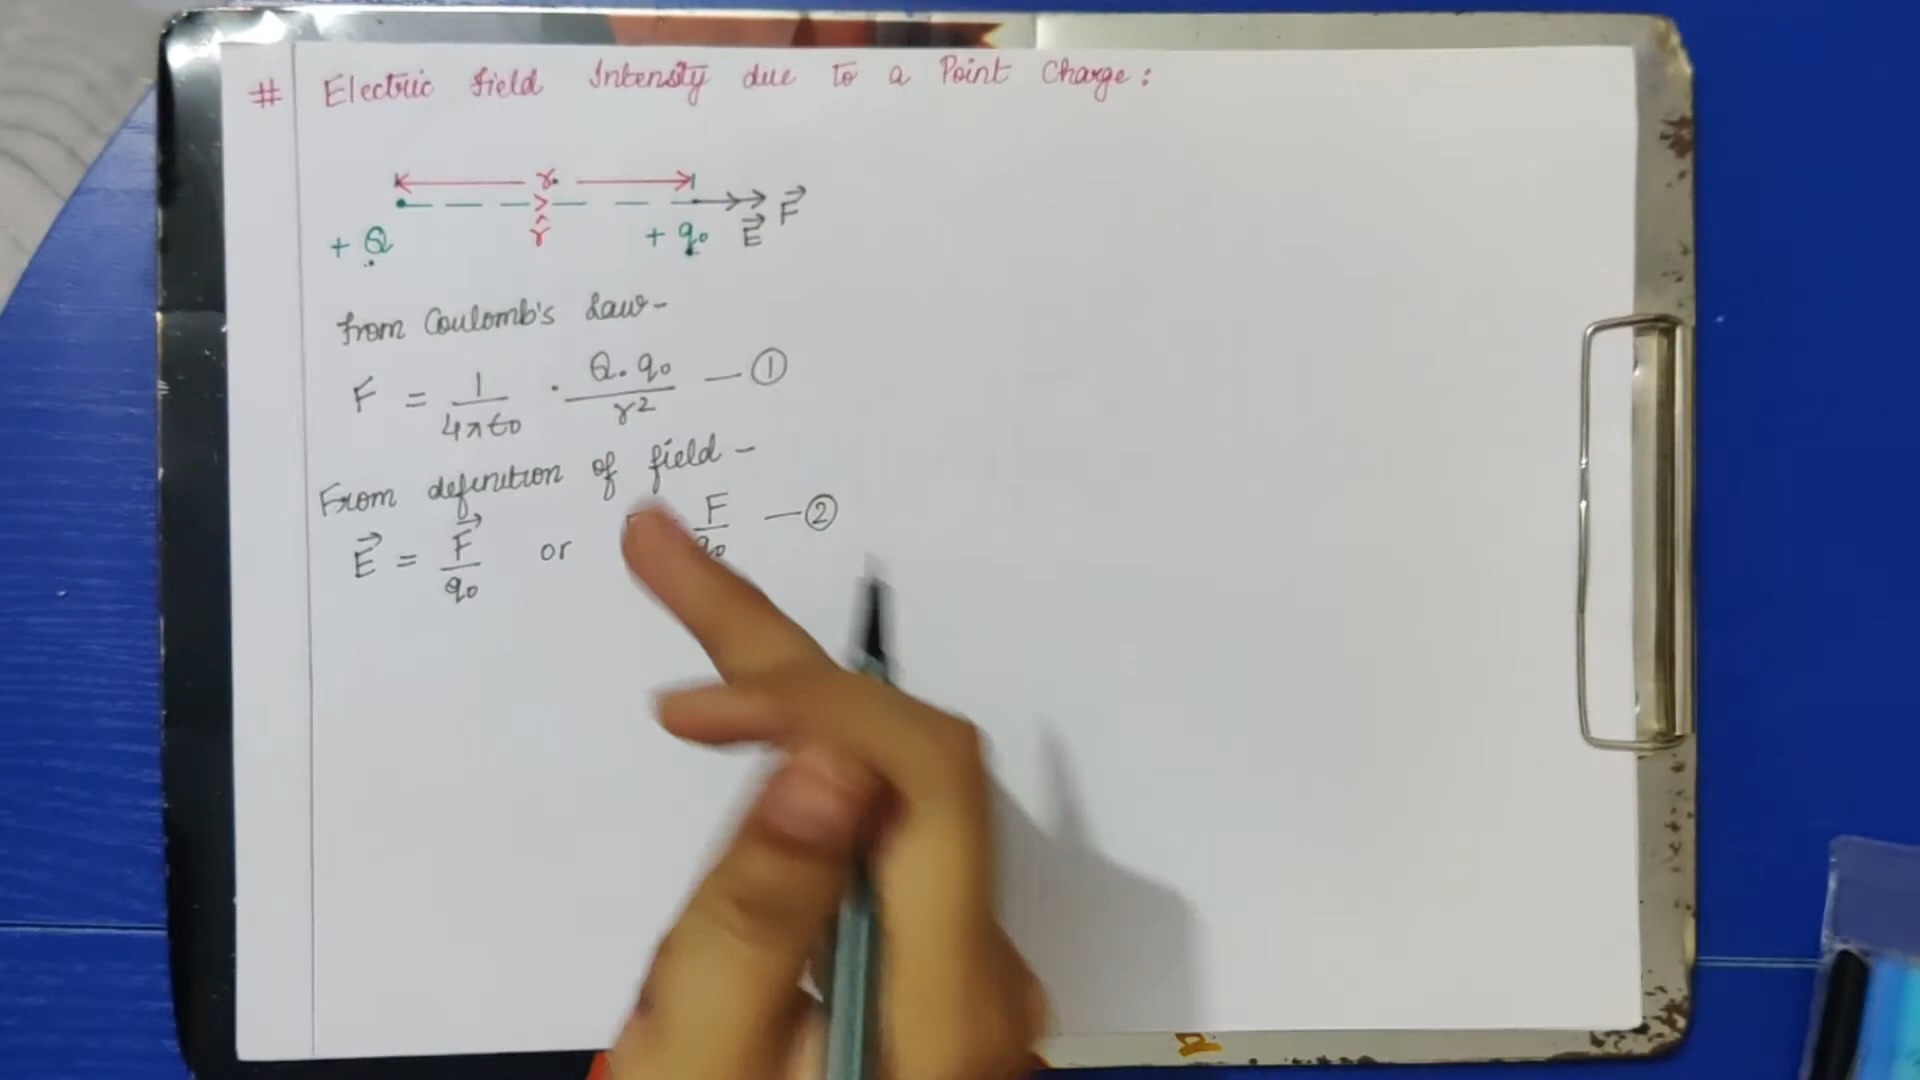 # Electric field Intensity due to a Point Charge:
r
r̂
+ Q + q₀ E⃗ F⃗
from Coulomb's Law-
F = 1/4πε₀ · Q.q₀/r² — ①
From definition of field -
E⃗ = F⃗/q₀ or F/q₀ — ②